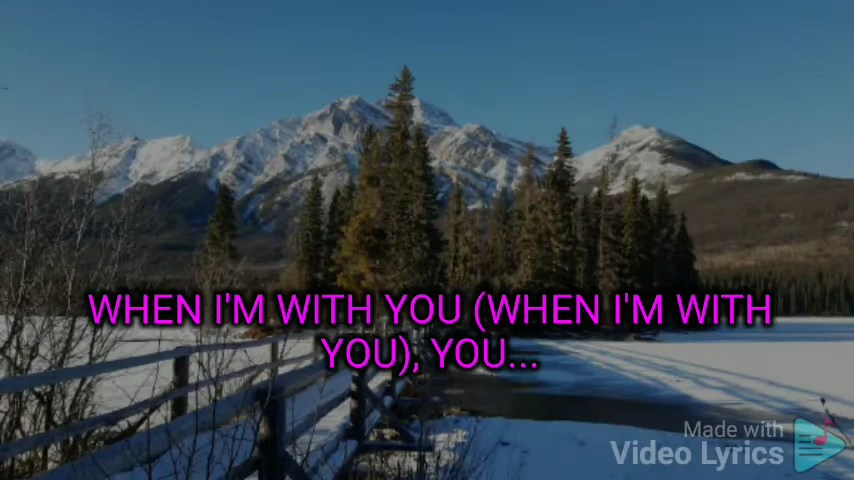 WHEN I'M WITH YOU (WHEN I'M WITH
YOU), YOU...
Made with
Video Lyrics